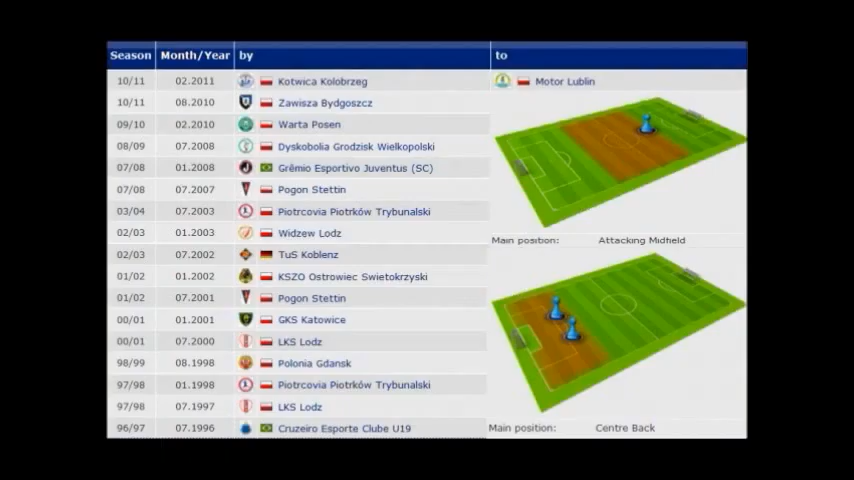 Season Month/Year by to
10/11 02.2011 Kotwica Kolobrzeg Motor Lublin
10/11 08.2010 Zawisza Bydgoszcz
09/10 02.2010 Warta Posen
08/09 07.2008 Dyskobolia Grodzisk Wielkopolski
07/08 01.2008 Grêmio Esportivo Juventus (SC)
07/08 07.2007 Pogon Stettin
03/04 07.2003 Piotrcovia Piotrków Trybunalski
02/03 01.2003 Widzew Lodz
Main position: Attacking Midfield
02/03 07.2002 TuS Koblenz
01/02 01.2002 KSZO Ostrowiec Swietokrzyski
01/02 07.2001 Pogon Stettin
00/01 01.2001 GKS Katowice
00/01 07.2000 LKS Lodz
98/99 08.1998 Polonia Gdansk
97/98 01.1998 Piotrcovia Piotrków Trybunalski
97/98 07.1997 LKS Lodz
96/97 07.1996 Cruzeiro Esporte Clube U19
Main position: Centre Back